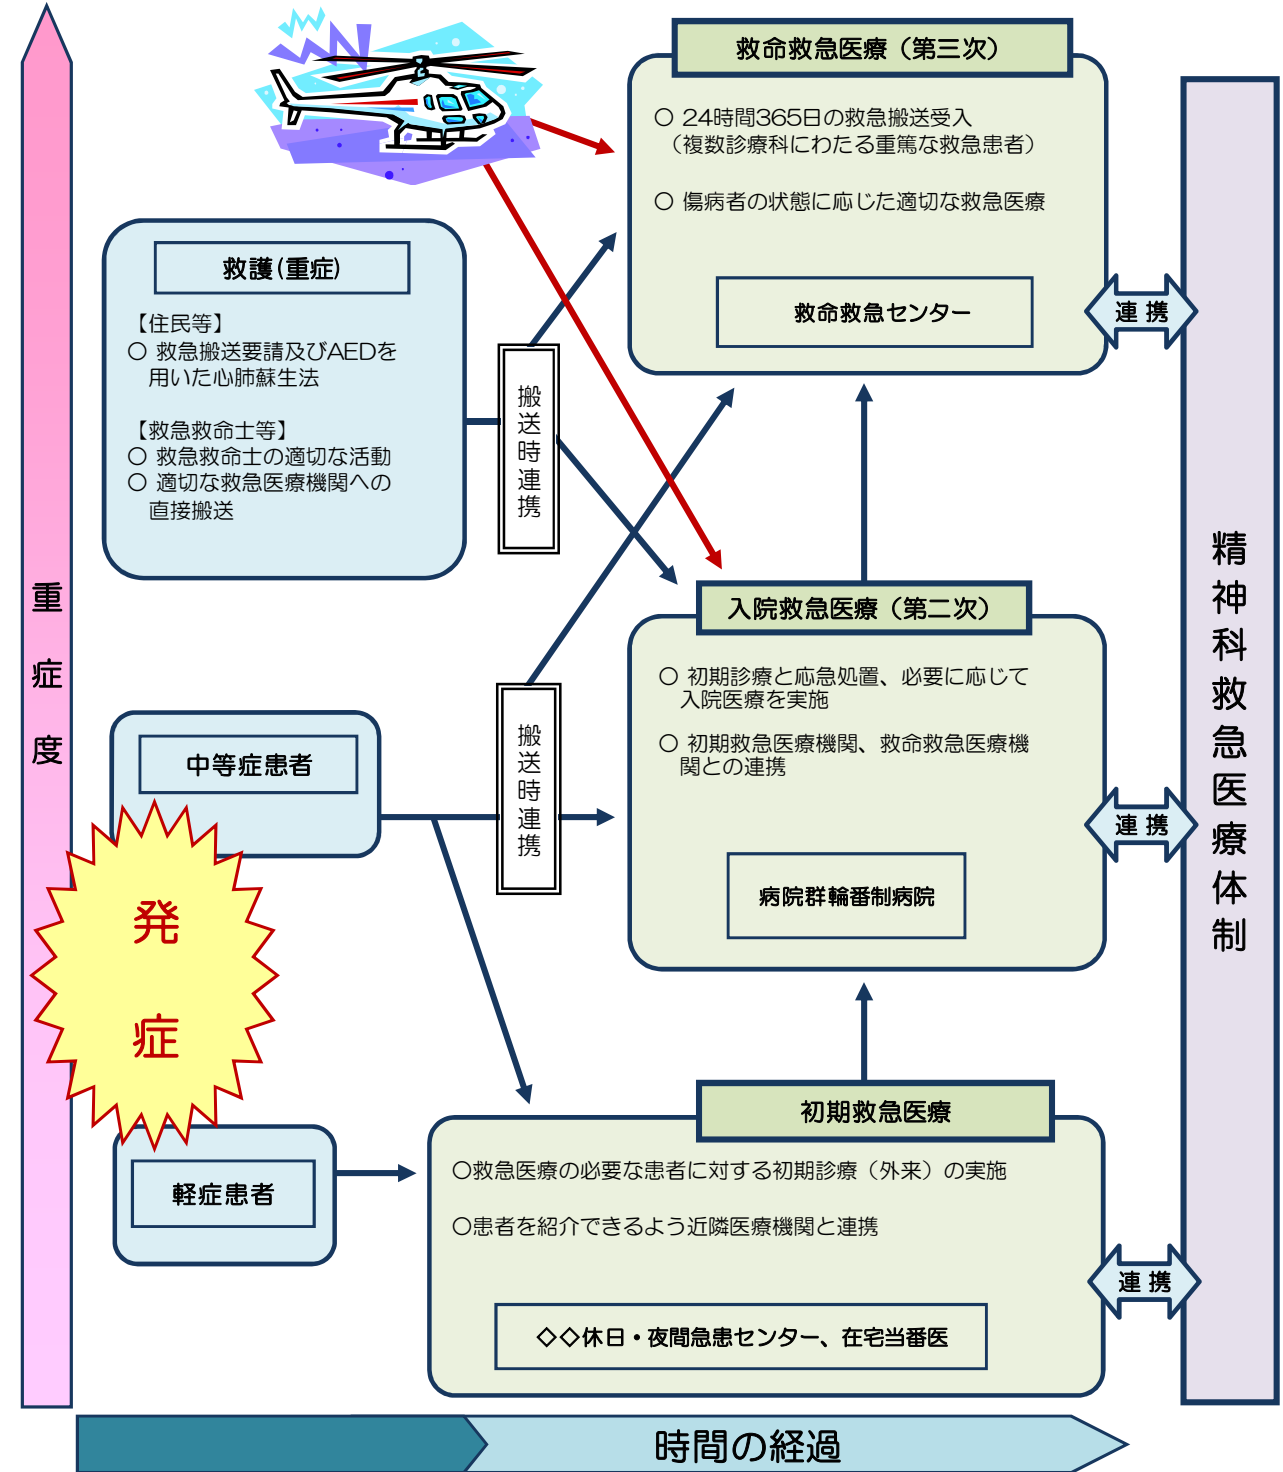 救命救急医療（第三次）
〇 24時間365日の救急搬送受入
（複数診療科にわたる重篤な救急患者）
〇 傷病者の状態に応じた適切な救急医療
救命救急センター
連 携
救護(重症)
【住民等】
〇 救急搬送要請及びAEDを
用いた心肺蘇生法
【救急救命士等】
〇 救急救命士の適切な活動
〇 適切な救急医療機関への
直接搬送
搬送時連携
重症度
精神科救急医療体制
入院救急医療（第二次）
〇 初期診療と応急処置、必要に応じて
入院医療を実施
〇 初期救急医療機関、救命救急医療機
関との連携
病院群輪番制病院
連 携
中等症患者
搬送時連携
発症
初期救急医療
〇救急医療の必要な患者に対する初期診療（外来）の実施
〇患者を紹介できるよう近隣医療機関と連携
◇◇休日・夜間急患センター、在宅当番医
連 携
軽症患者
時間の経過